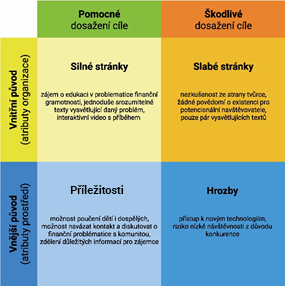 Pomocné
dosažení cíle
Škodlivé
dosažení cíle
Vnitřní původ
(atributy organizace)
Silné stránky
zájem o edukaci v problematice finanční
gramotnosti, jednoduše srozumitelné
texty vysvětlující daný problém,
interaktivní video s příběhem
Slabé stránky
nezkušenost ze strany tvůrce,
žádné povědomí o existenci pro
potencionální návštěvovatele,
pouze pár vysvětlujících textů
Vnější původ
(atributy prostředí)
Příležitosti
možnost poučení dětí i dospělých,
možnost navázat kontakt a diskutovat o
finanční problématice s komunitou,
zdělení důležitých informací pro zájemce
Hrozby
přístup k novým technologiím,
riziko nízké návštěvnosti z důvodu
konkurence